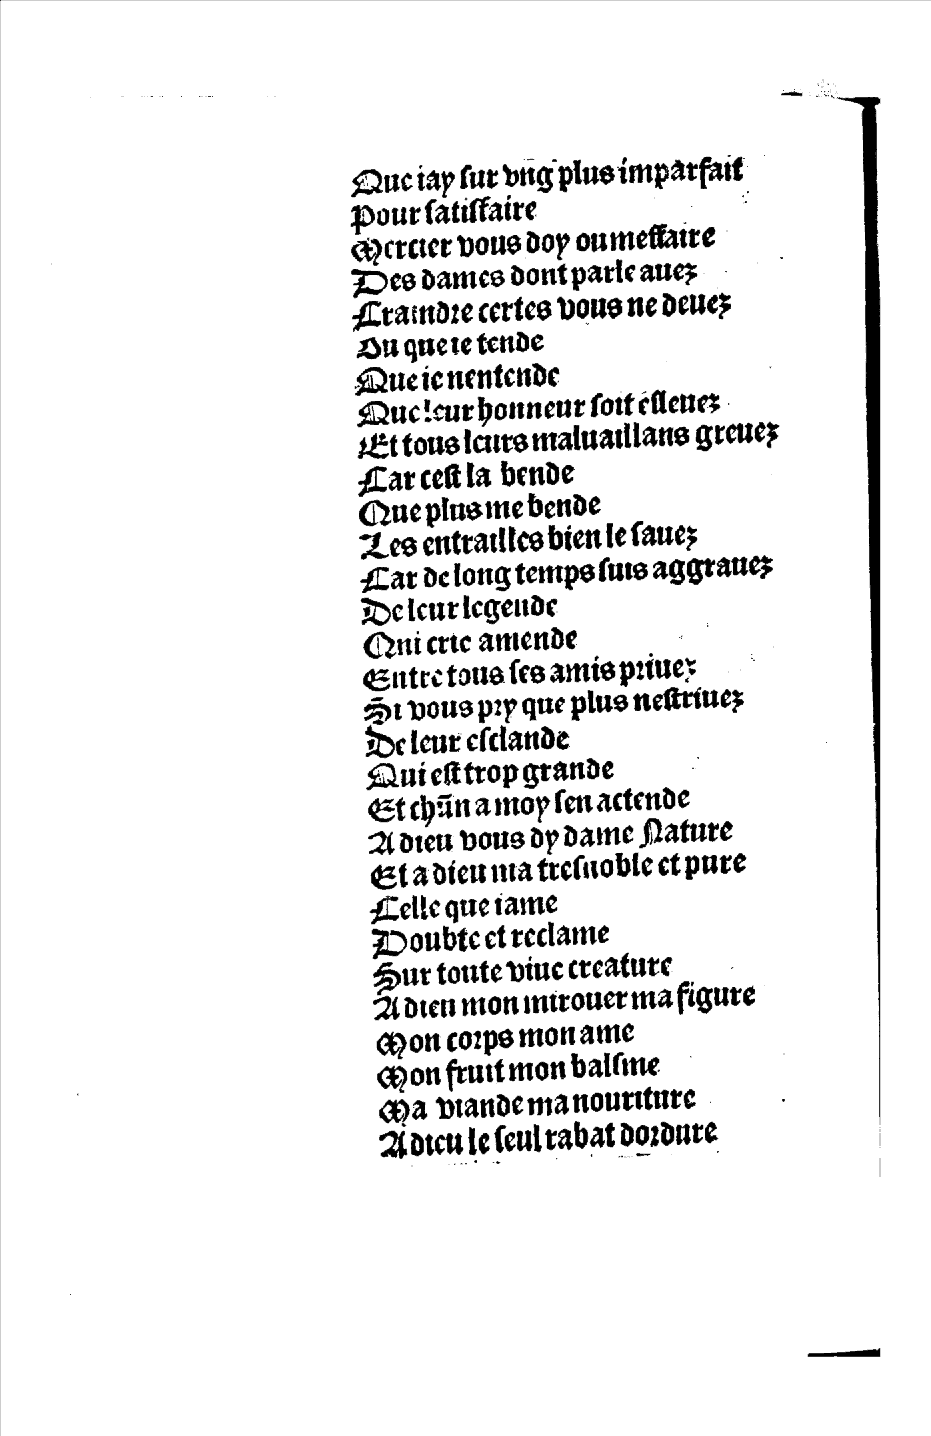 Que iay ſur vng plus imparfait
Pour ſatiſfaire
Mercier vous doy ou meffaire
Des dames dont parle auez
Craindre certes vous ne deuez
Ou que ie tende
Que ie nentende
Que leur honneur ſoit eſleuez
Et tous leurs maluaillans greuez
Car ceſt la bende
Que plus me bende
Les entrailles bien le ſauez
Car de long temps ſuis aggrauez
De leur legende
Qui crie amende
Entre tous ſes amis priuez
Si vous pry que plus neſtriuez
De leur eſclande
Qui eſt trop grande
Et chūn a moy ſen actende
A dieu vous dy dame Nature
Et a dieu ma treſnoble et pure
Celle que iame
Doubte et reclame
Sur toute viue creature
A dieu mon mirouer ma figure
Mon corps mon ame
Mon fruit mon balſme
Ma viande ma nouriture
A dieu le ſeul rabat dordure